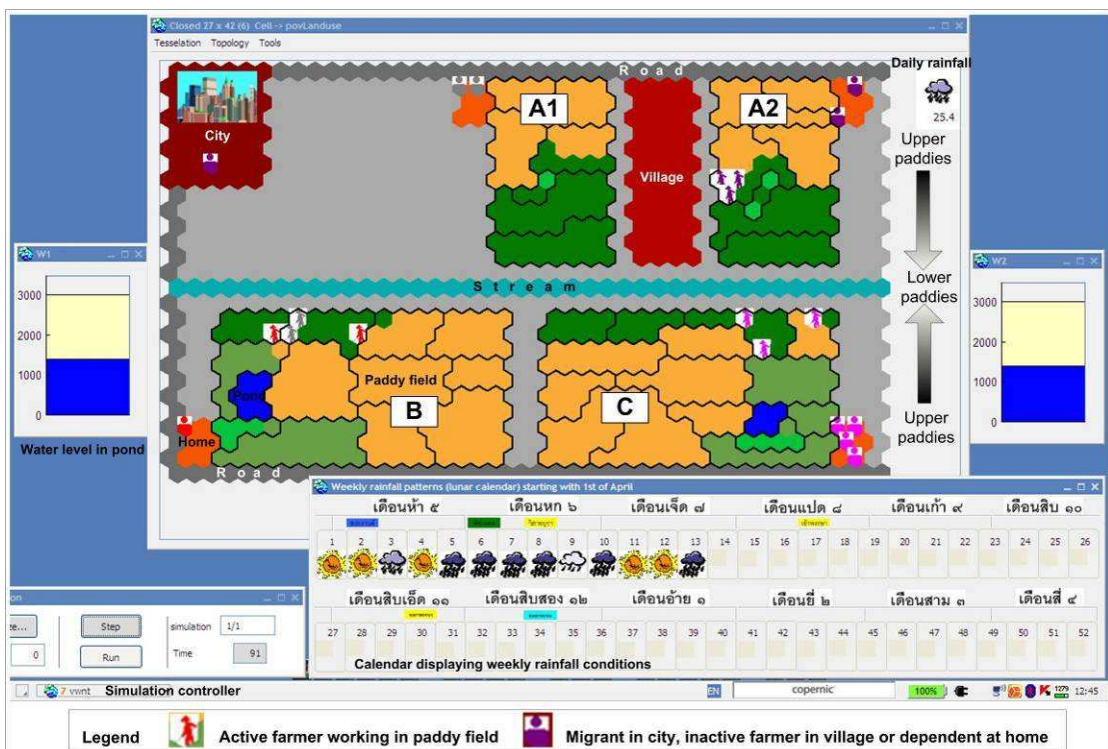 Closed 27 x 42 (6) Cell -> povLanduse
Tesselation Topology Tools
Road
Daily rainfall
25.4
City
A1
A2
Village
Upper
paddies
Lower
paddies
Upper
paddies
Stream
W1
3000
2000
1000
0
Water level in pond
W2
3000
2000
1000
0
Paddy field
Pond
B
C
Home
Road
Weekly rainfall patterns (lunar calendar) starting with 1st of April
เดือนห้า ๕ เดือนหก ๖ เดือนเจ็ด ๗ เดือนแปด ๘ เดือนเก้า ๙ เดือนสิบ ๑๐
1 2 3 4 5 6 7 8 9 10 11 12 13 14 15 16 17 18 19 20 21 22 23 24 25 26
เดือนสิบเอ็ด ๑๑ เดือนสิบสอง ๑๒ เดือนอ้าย ๑ เดือนยี่ ๒ เดือนสาม ๓ เดือนสี่ ๔
27 28 29 30 31 32 33 34 35 36 37 38 39 40 41 42 43 44 45 46 47 48 49 50 51 52
Calendar displaying weekly rainfall conditions
Step
simulation 1/1
0
Run
Time 91
7 vwnt
Simulation controller
EN
copernic
100%
1279
12:45
Legend
Active farmer working in paddy field
Migrant in city, inactive farmer in village or dependent at home